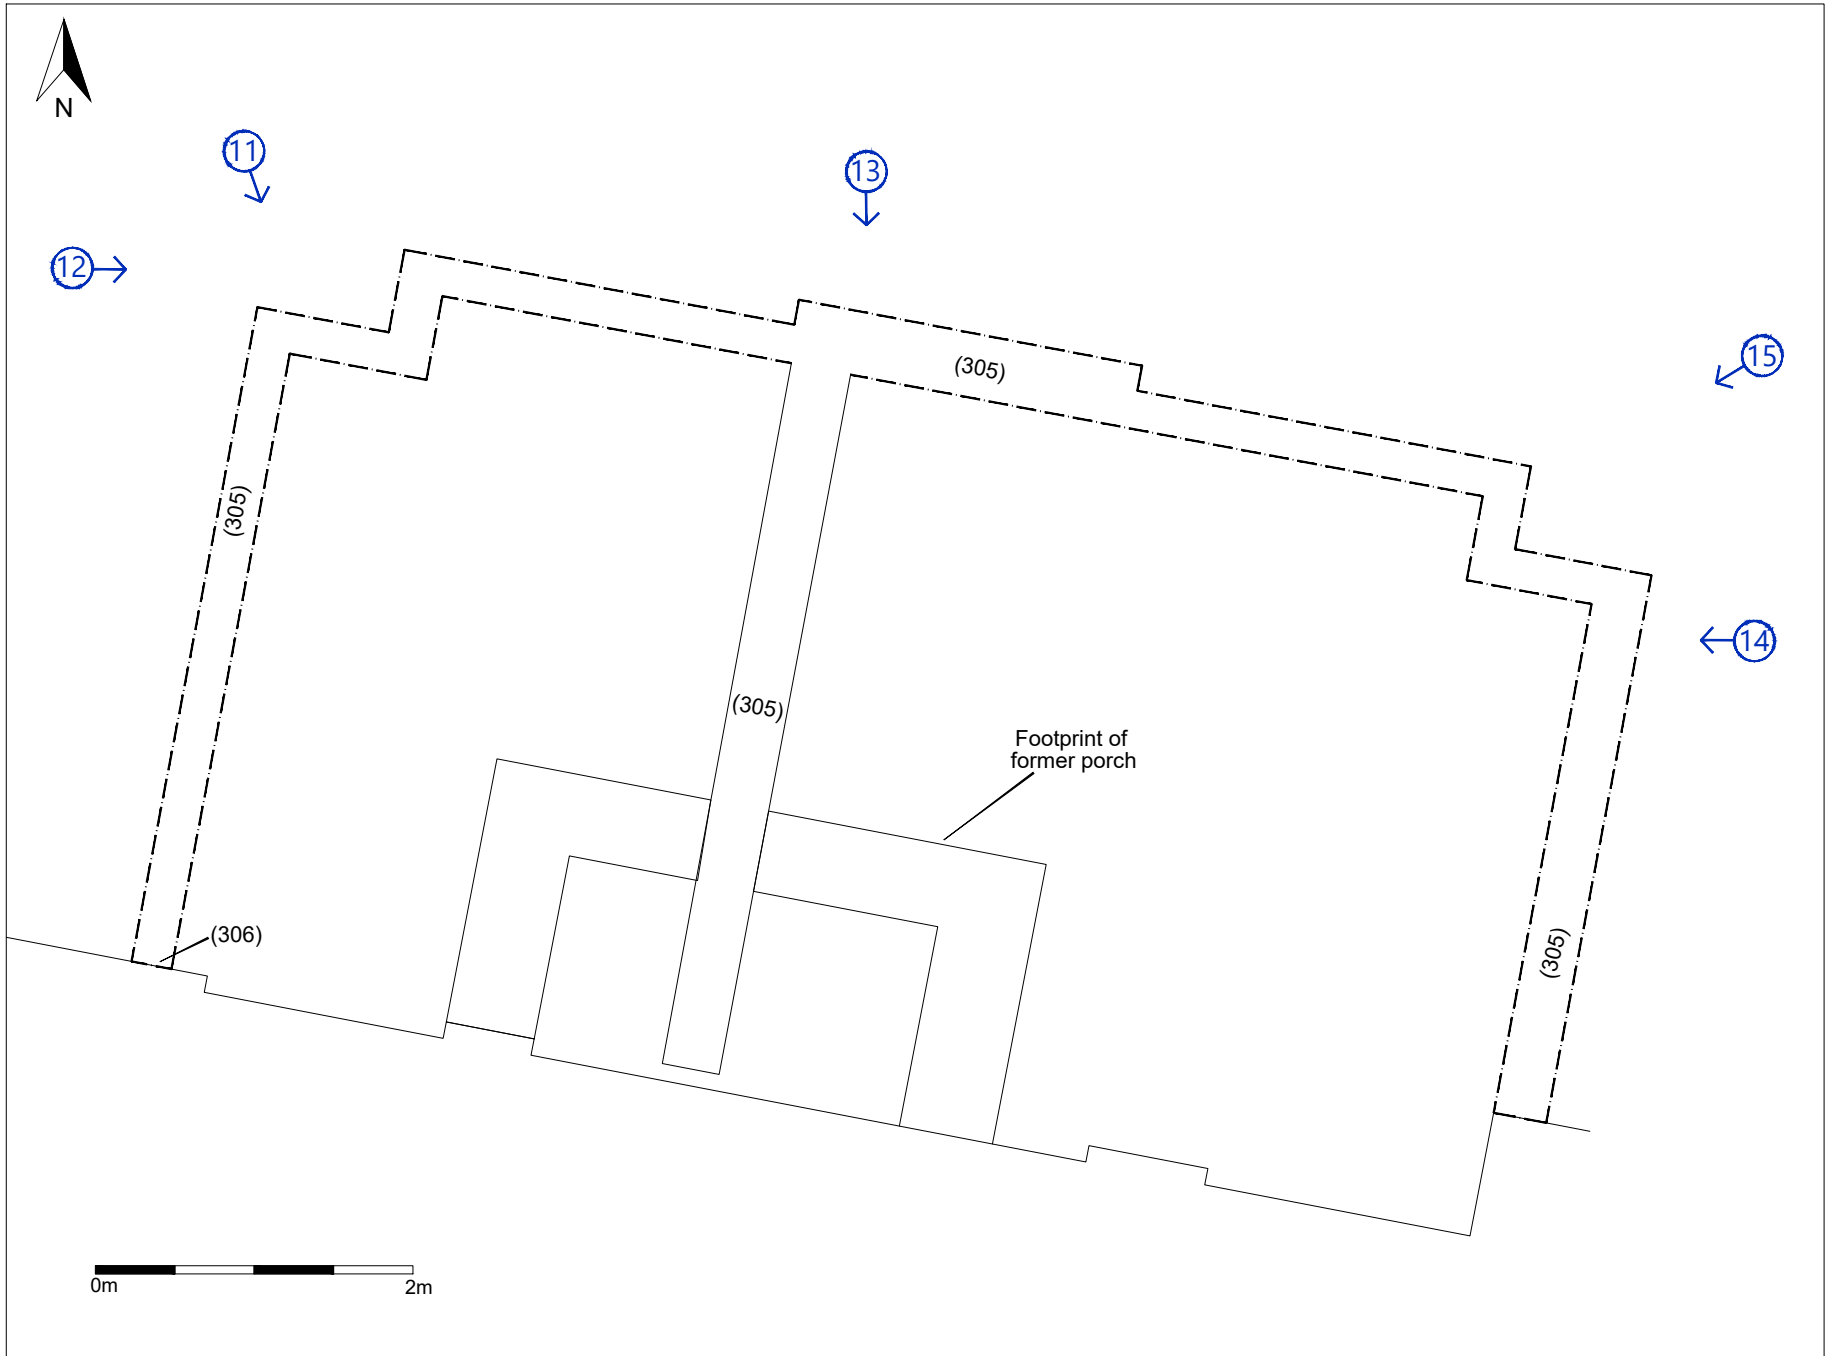 N
11
13
12
15
(305)
(305)
14
(305)
Footprint of
former porch
(306)
(305)
0m
2m